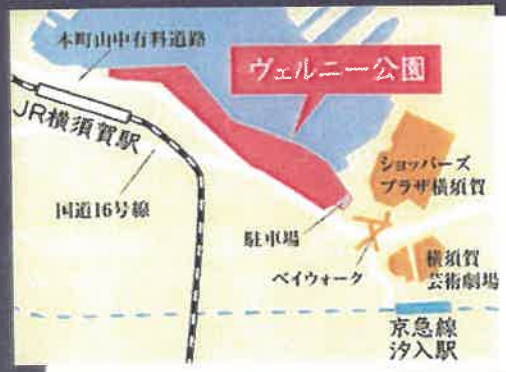 本町山中有料道路
ヴェルニー公園
JR横須賀駅
ショッパーズ
プラザ横須賀
国道16号線
駐車場
ベイウォーク
横須賀
芸術劇場
京急線
汐入駅